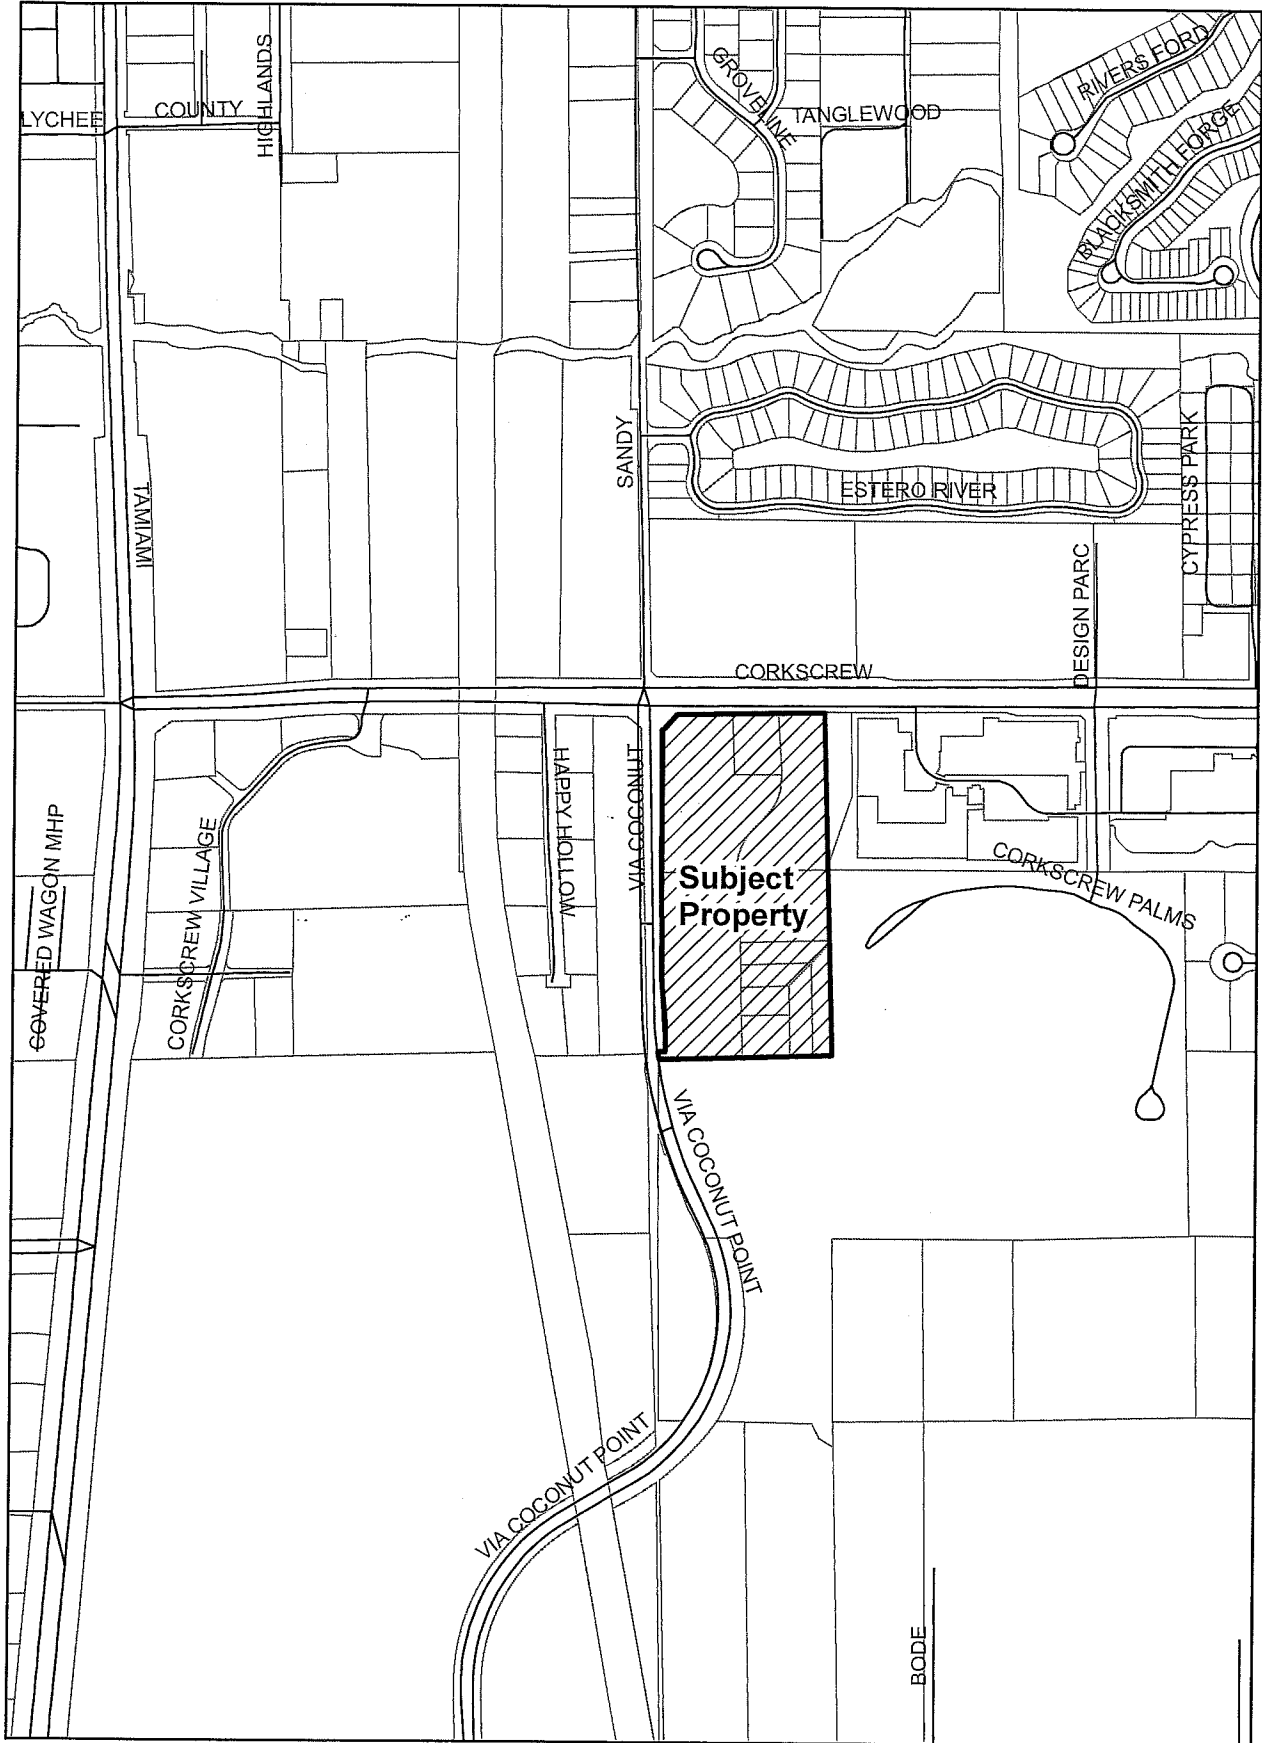 RIVERS FORD
HIGHLANDS
GROVELINE
LYCHEE
COUNTY
TANGLEWOOD
BLACKSMITH FORGE
SANDY
TAMIAMI
ESTERO RIVER
CYPRESS PARK
DESIGN PARC
CORKSCREW
HAPPY HOLLOW
VIA COCONUT
COVERED WAGON MHP
CORKSCREW VILLAGE
Subject
Property
CORKSCREW PALMS
VIA COCONUT POINT
VIA COCONUT POINT
BODE